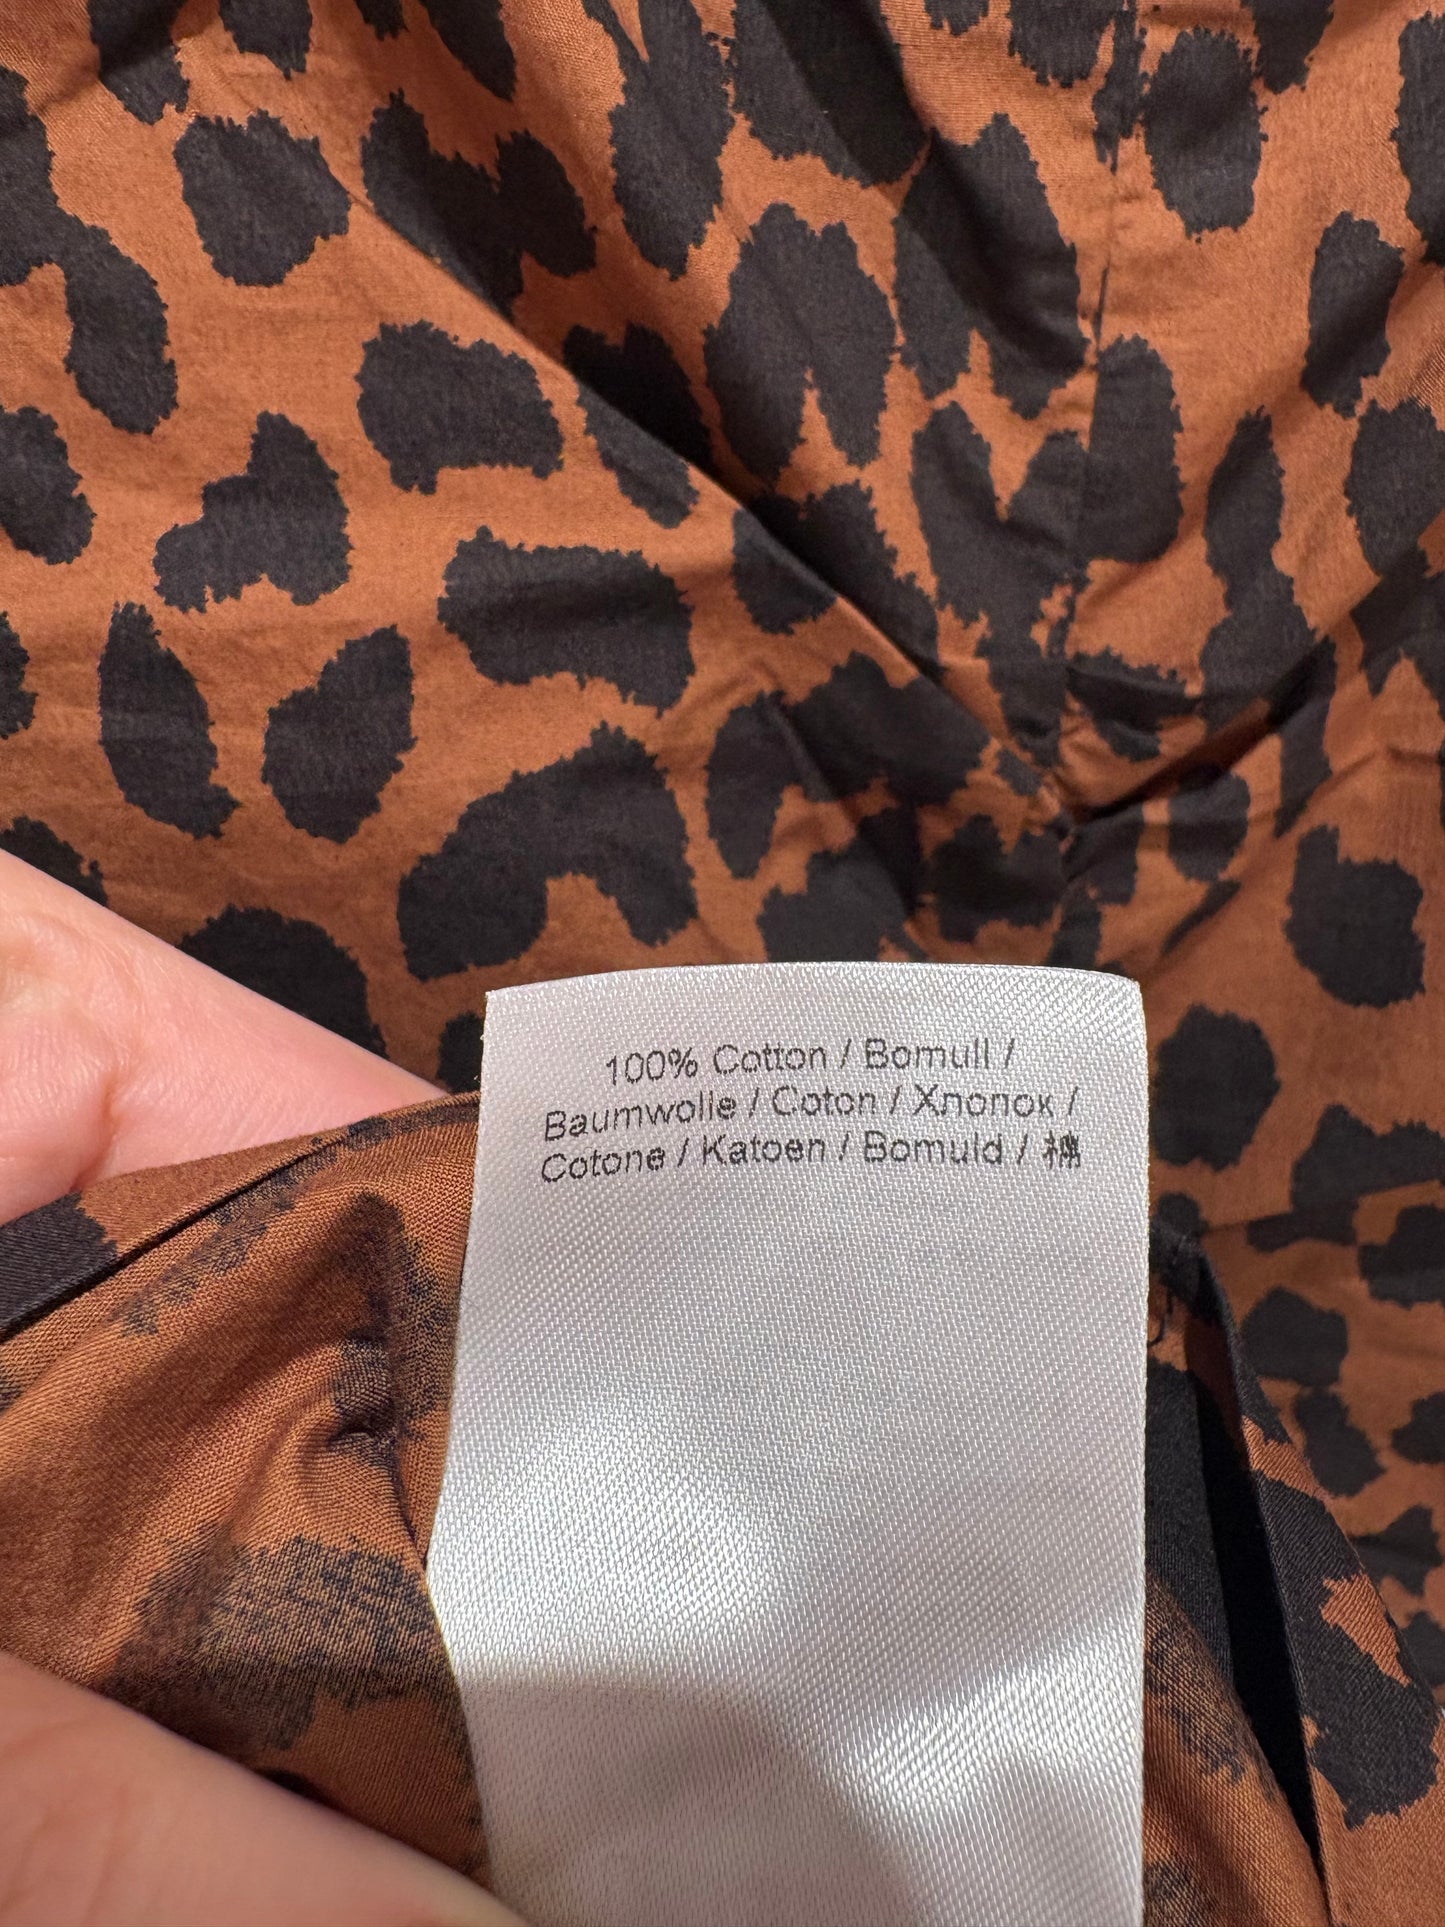 100% Cotton / Bomull /
Baumwolle / Coton / Хлопок /
Cotone / Katoen / Bomuld / 棉